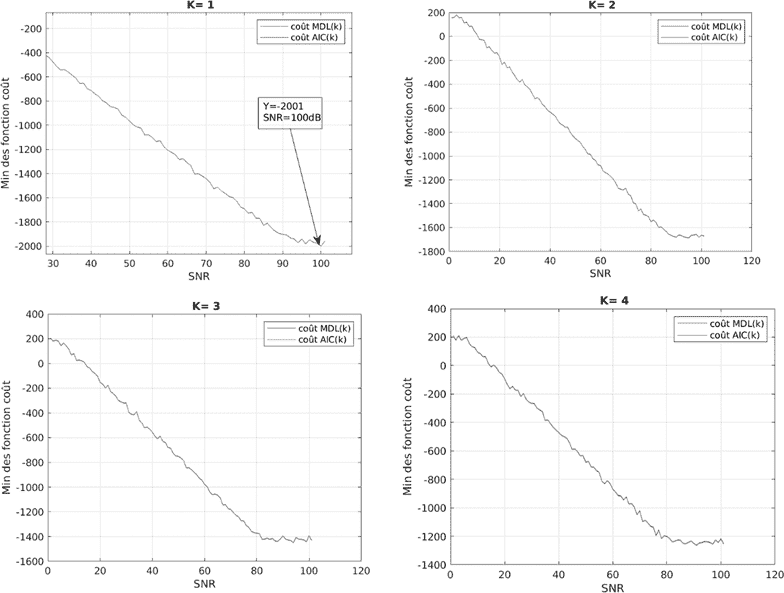 K= 1
coût MDL(k)
coût AIC(k)
Y=-2001
SNR=100dB
Min des fonction coût
-200
-400
-600
-800
-1000
-1200
-1400
-1600
-1800
-2000
30 40 50 60 70 80 90 100
SNR
K= 2
coût MDL(k)
coût AIC(k)
Min des fonction coût
200
0
-200
-400
-600
-800
-1000
-1200
-1400
-1600
-1800
0 20 40 60 80 100 120
SNR
K= 3
coût MDL(k)
coût AIC(k)
Min des fonction coût
400
200
0
-200
-400
-600
-800
-1000
-1200
-1400
-1600
0 20 40 60 80 100 120
SNR
K= 4
coût MDL(k)
coût AIC(k)
Min des fonction coût
400
200
0
-200
-400
-600
-800
-1000
-1200
-1400
0 20 40 60 80 100 120
SNR